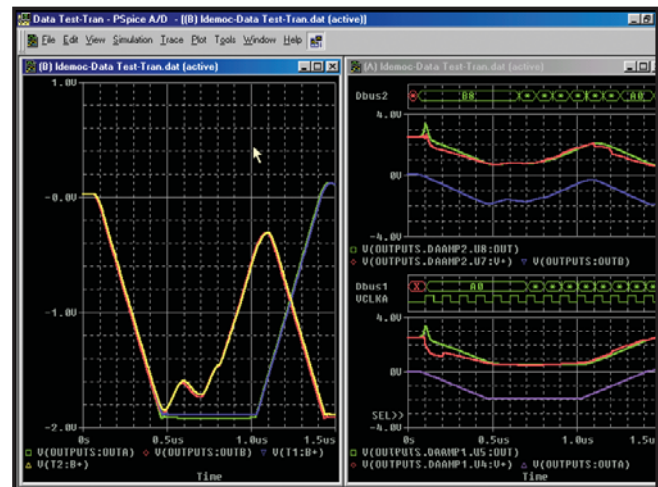 Data Test-Tran - PSpice A/D - [(B) ldemoc-Data Test-Tran.dat (active)]
File Edit View Simulation Trace Plot Tools Window Help
(B) ldemoc-Data Test-Tran.dat (active)
1.0V
-0.0V
-1.0V
-2.0V
0s 0.5us 1.0us 1.5us
V(OUTPUTS:OUTA) V(OUTPUTS:OUTB) V(T1:B+)
V(T2:B+)
Time
(A) ldemoc-Data Test-Tran.dat (active)
Dbus2 B8 * * * * * * A0
4.0V
0V
-4.0V
V(OUTPUTS.DAAMP2.U8:OUT)
V(OUTPUTS.DAAMP2.U7:V+) V(OUTPUTS:OUTB)
Dbus1 X A0 * * * * * * *
VCLKA
4.0V
0V
SEL>>
-4.0V
0s 0.5us 1.0us 1.5us
V(OUTPUTS.DAAMP1.U5:OUT)
V(OUTPUTS.DAAMP1.U4:V+) V(OUTPUTS:OUTA)
Time